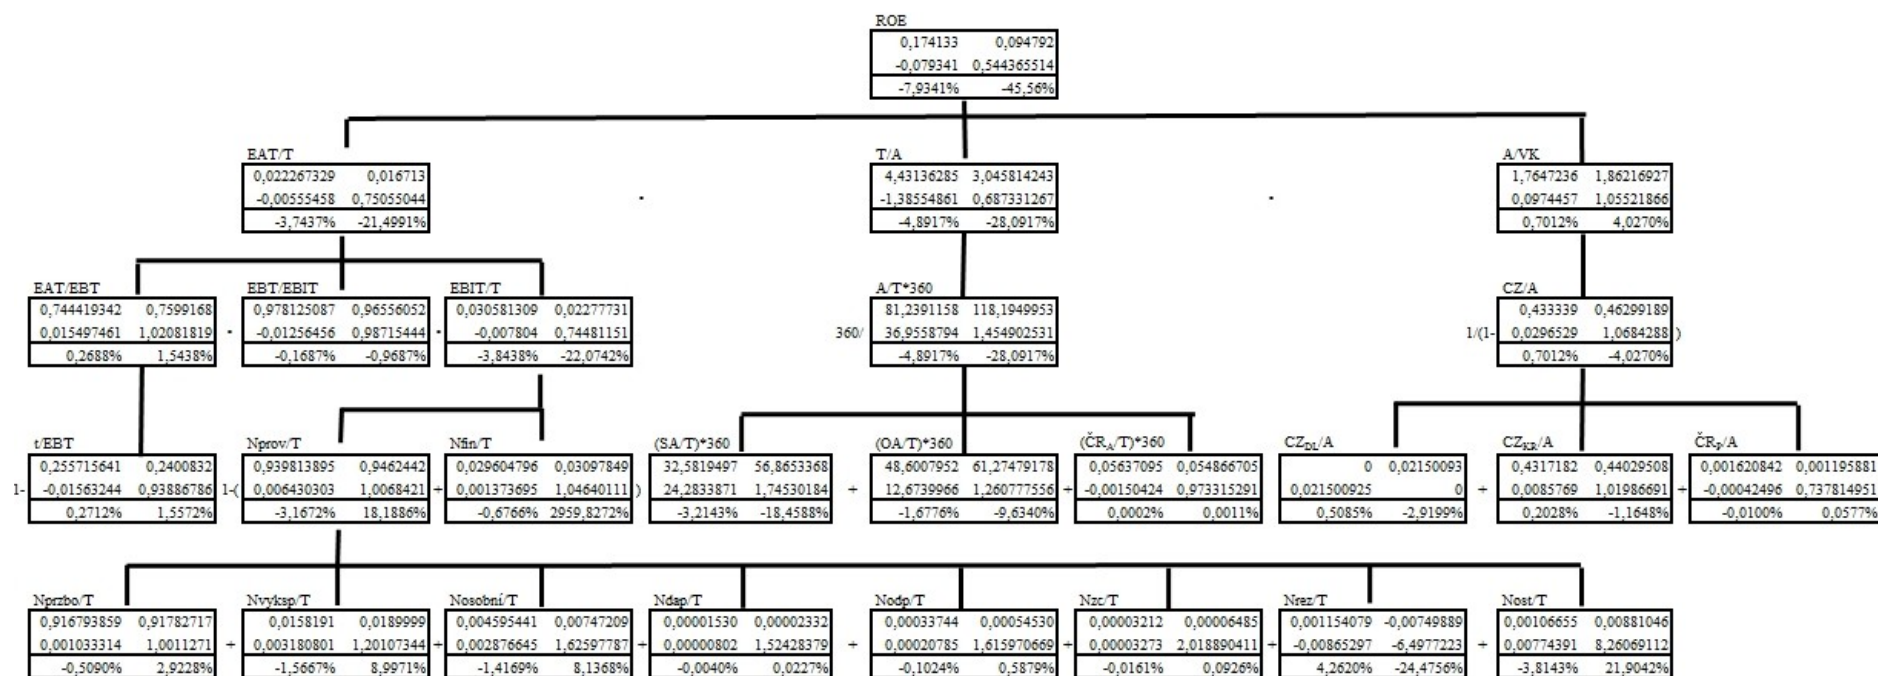 ROE
0,174133 0,094792
-0,079341 0,544365514
-7,9341% -45,56%
EAT/T T/A A/VK
0,022267329 0,016713 4,43136285 3,045814243 1,7647236 1,86216927
-0,00555458 0,75055044 · -1,38554861 0,687331267 · 0,0974457 1,05521866
-3,7437% -21,4991% -4,8917% -28,0917% 0,7012% 4,0270%
EAT/EBT EBT/EBIT EBIT/T A/T*360 CZ/A
0,744419342 0,7599168 0,978125087 0,96556052 0,030581309 0,02277731 81,2391158 118,1949953 0,433339 0,46299189
0,015497461 1,02081819 · -0,01256456 0,98715444 · -0,007804 0,74481151 360/ 36,9558794 1,454902531 1/(1- 0,0296529 1,0684288 )
0,2688% 1,5438% -0,1687% -0,9687% -3,8438% -22,0742% -4,8917% -28,0917% 0,7012% -4,0270%
t/EBT Nprov/T Nfin/T (SA/T)*360 (OA/T)*360 (ČRA/T)*360 CZDL/A CZKR/A ČRP/A
0,255715641 0,2400832 0,939813895 0,9462442 0,029604796 0,03097849 32,5819497 56,8653368 48,6007952 61,27479178 0,05637095 0,054866705 0 0,02150093 0,4317182 0,44029508 0,001620842 0,001195881
1- -0,01563244 0,93886786 1-( 0,006430303 1,0068421 + 0,001373695 1,04640111 ) 24,2833871 1,74530184 + 12,6739966 1,260777556 + -0,00150424 0,973315291 0,021500925 0 + 0,0085769 1,01986691 + -0,00042496 0,737814951
0,2712% 1,5572% -3,1672% 18,1886% -0,6766% 2959,8272% -3,2143% -18,4588% -1,6776% -9,6340% 0,0002% 0,0011% 0,5085% -2,9199% 0,2028% -1,1648% -0,0100% 0,0577%
Nprzbo/T Nvyksp/T Nosobní/T Ndap/T Nodp/T Nzc/T Nrez/T Nost/T
0,916793859 0,91782717 0,0158191 0,0189999 0,004595441 0,00747209 0,00001530 0,00002332 0,00033744 0,00054530 0,00003212 0,00006485 0,001154079 -0,00749889 0,00106655 0,00881046
0,001033314 1,0011271 + 0,003180801 1,20107344 + 0,002876645 1,62597787 + 0,00000802 1,52428379 + 0,00020785 1,615970669 + 0,00003273 2,018890411 + -0,00865297 -6,4977223 + 0,00774391 8,26069112
-0,5090% 2,9228% -1,5667% 8,9971% -1,4169% 8,1368% -0,0040% 0,0227% -0,1024% 0,5879% -0,0161% 0,0926% 4,2620% -24,4756% -3,8143% 21,9042%